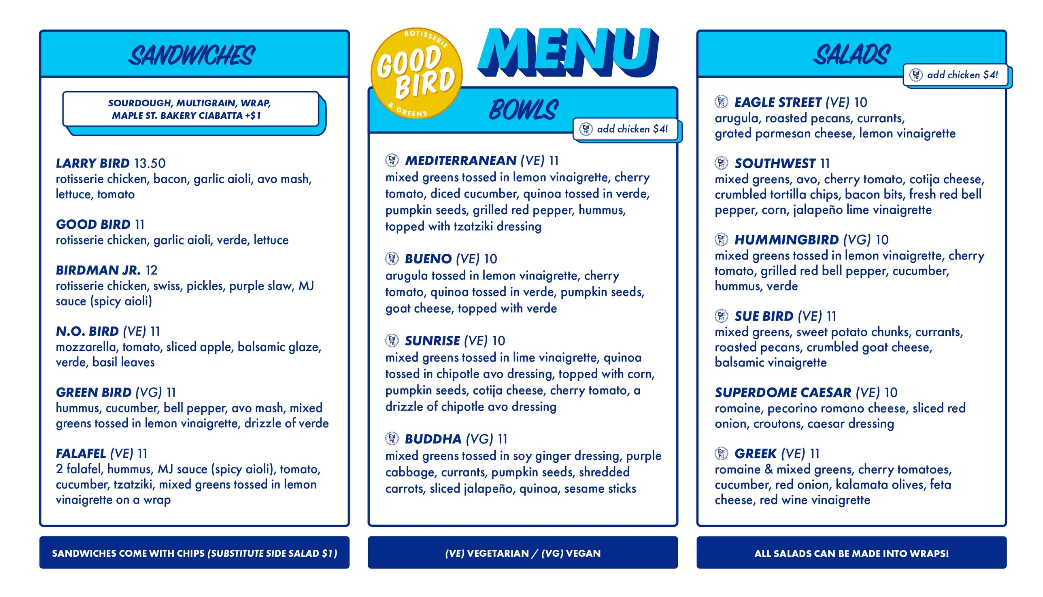 SANDWICHES
SOURDOUGH, MULTIGRAIN, WRAP,
MAPLE ST. BAKERY CIABATTA +$1
LARRY BIRD 13.50
rotisserie chicken, bacon, garlic aioli, avo mash,
lettuce, tomato
GOOD BIRD 11
rotisserie chicken, garlic aioli, verde, lettuce
BIRDMAN JR. 12
rotisserie chicken, swiss, pickles, purple slaw, MJ
sauce (spicy aioli)
N.O. BIRD (VE) 11
mozzarella, tomato, sliced apple, balsamic glaze,
verde, basil leaves
GREEN BIRD (VG) 11
hummus, cucumber, bell pepper, avo mash, mixed
greens tossed in lemon vinaigrette, drizzle of verde
FALAFEL (VE) 11
2 falafel, hummus, MJ sauce (spicy aioli), tomato,
cucumber, tzatziki, mixed greens tossed in lemon
vinaigrette on a wrap
SANDWICHES COME WITH CHIPS (SUBSTITUTE SIDE SALAD $1)
ROTISSERIE
GOOD
BIRD
& GREENS
MENU
BOWLS
add chicken $4!
MEDITERRANEAN (VE) 11
mixed greens tossed in lemon vinaigrette, cherry
tomato, diced cucumber, quinoa tossed in verde,
pumpkin seeds, grilled red pepper, hummus,
topped with tzatziki dressing
BUENO (VE) 10
arugula tossed in lemon vinaigrette, cherry
tomato, quinoa tossed in verde, pumpkin seeds,
goat cheese, topped with verde
SUNRISE (VE) 10
mixed greens tossed in lime vinaigrette, quinoa
tossed in chipotle avo dressing, topped with corn,
pumpkin seeds, cotija cheese, cherry tomato, a
drizzle of chipotle avo dressing
BUDDHA (VG) 11
mixed greens tossed in soy ginger dressing, purple
cabbage, currants, pumpkin seeds, shredded
carrots, sliced jalapeño, quinoa, sesame sticks
(VE) VEGETARIAN / (VG) VEGAN
SALADS
add chicken $4!
EAGLE STREET (VE) 10
arugula, roasted pecans, currants,
grated parmesan cheese, lemon vinaigrette
SOUTHWEST 11
mixed greens, avo, cherry tomato, cotija cheese,
crumbled tortilla chips, bacon bits, fresh red bell
pepper, corn, jalapeño lime vinaigrette
HUMMINGBIRD (VG) 10
mixed greens tossed in lemon vinaigrette, cherry
tomato, grilled red bell pepper, cucumber,
hummus, verde
SUE BIRD (VE) 11
mixed greens, sweet potato chunks, currants,
roasted pecans, crumbled goat cheese,
balsamic vinaigrette
SUPERDOME CAESAR (VE) 10
romaine, pecorino romano cheese, sliced red
onion, croutons, caesar dressing
GREEK (VE) 11
romaine & mixed greens, cherry tomatoes,
cucumber, red onion, kalamata olives, feta
cheese, red wine vinaigrette
ALL SALADS CAN BE MADE INTO WRAPS!